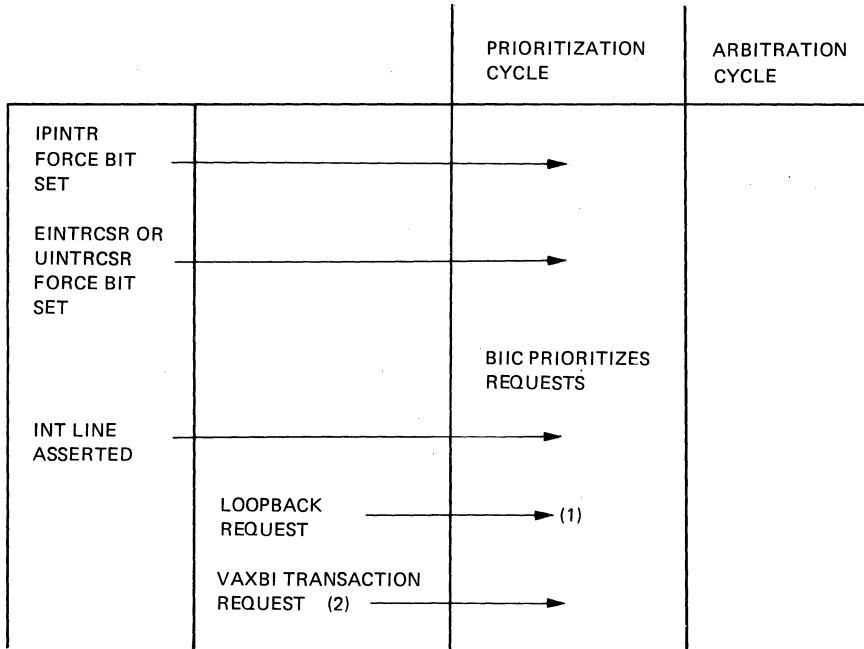 PRIORITIZATION
CYCLE
ARBITRATION
CYCLE
IPINTR
FORCE BIT
SET
EINTRCSR OR
UINTRCSR
FORCE BIT
SET
BIIC PRIORITIZES
REQUESTS
INT LINE
ASSERTED
LOOPBACK
REQUEST
(1)
VAXBI TRANSACTION
REQUEST (2)